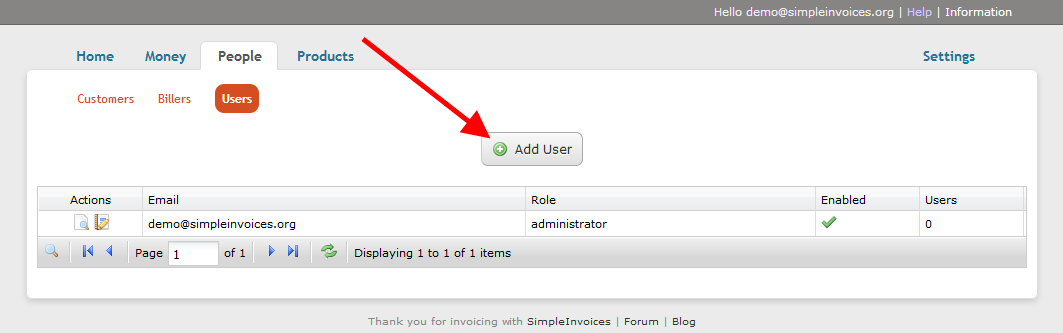 Hello demo@simpleinvoices.org | Help | Information
Home Money People Products Settings
Customers Billers Users
Add User
Actions Email Role Enabled Users
demo@simpleinvoices.org administrator 0
Page 1 of 1 Displaying 1 to 1 of 1 items
Thank you for invoicing with SimpleInvoices | Forum | Blog